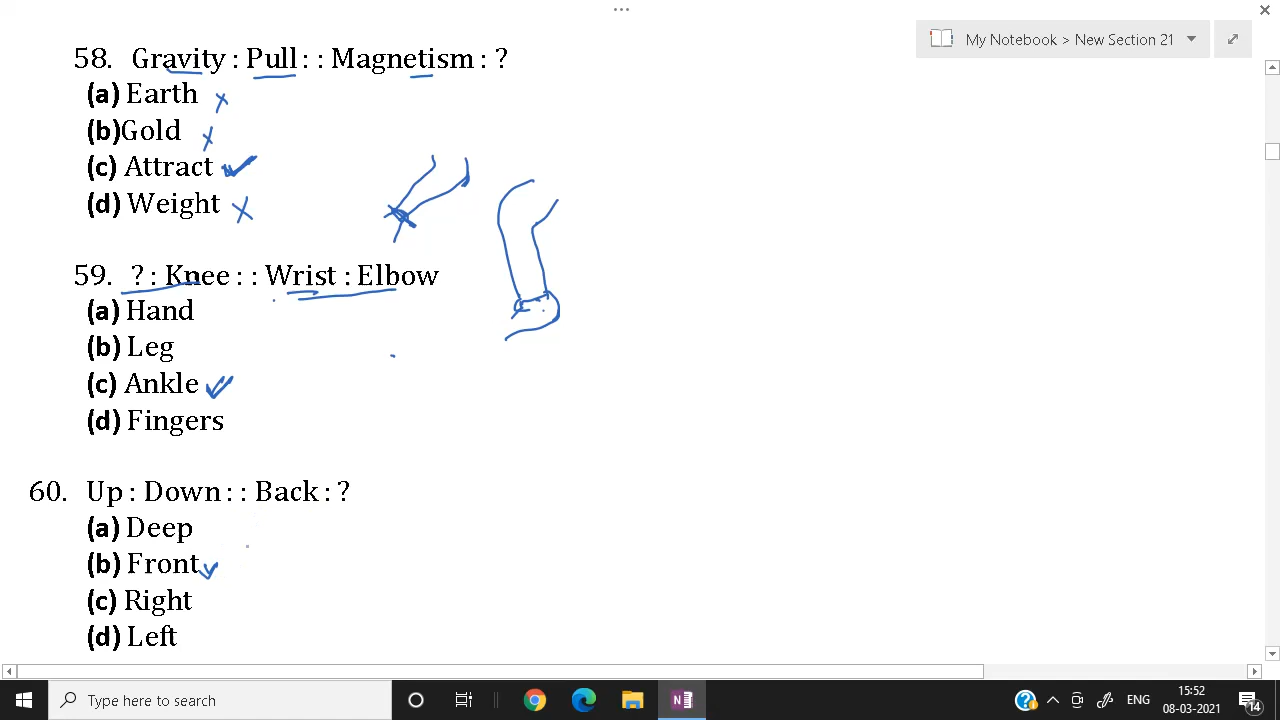 My Notebook > New Section 21
58. Gravity : Pull : : Magnetism : ?
(a) Earth
(b)Gold
(c) Attract
(d) Weight
59. ? : Knee : : Wrist : Elbow
(a) Hand
(b) Leg
(c) Ankle
(d) Fingers
60. Up : Down : : Back : ?
(a) Deep
(b) Front
(c) Right
(d) Left
Type here to search
ENG
15:52
08-03-2021
14